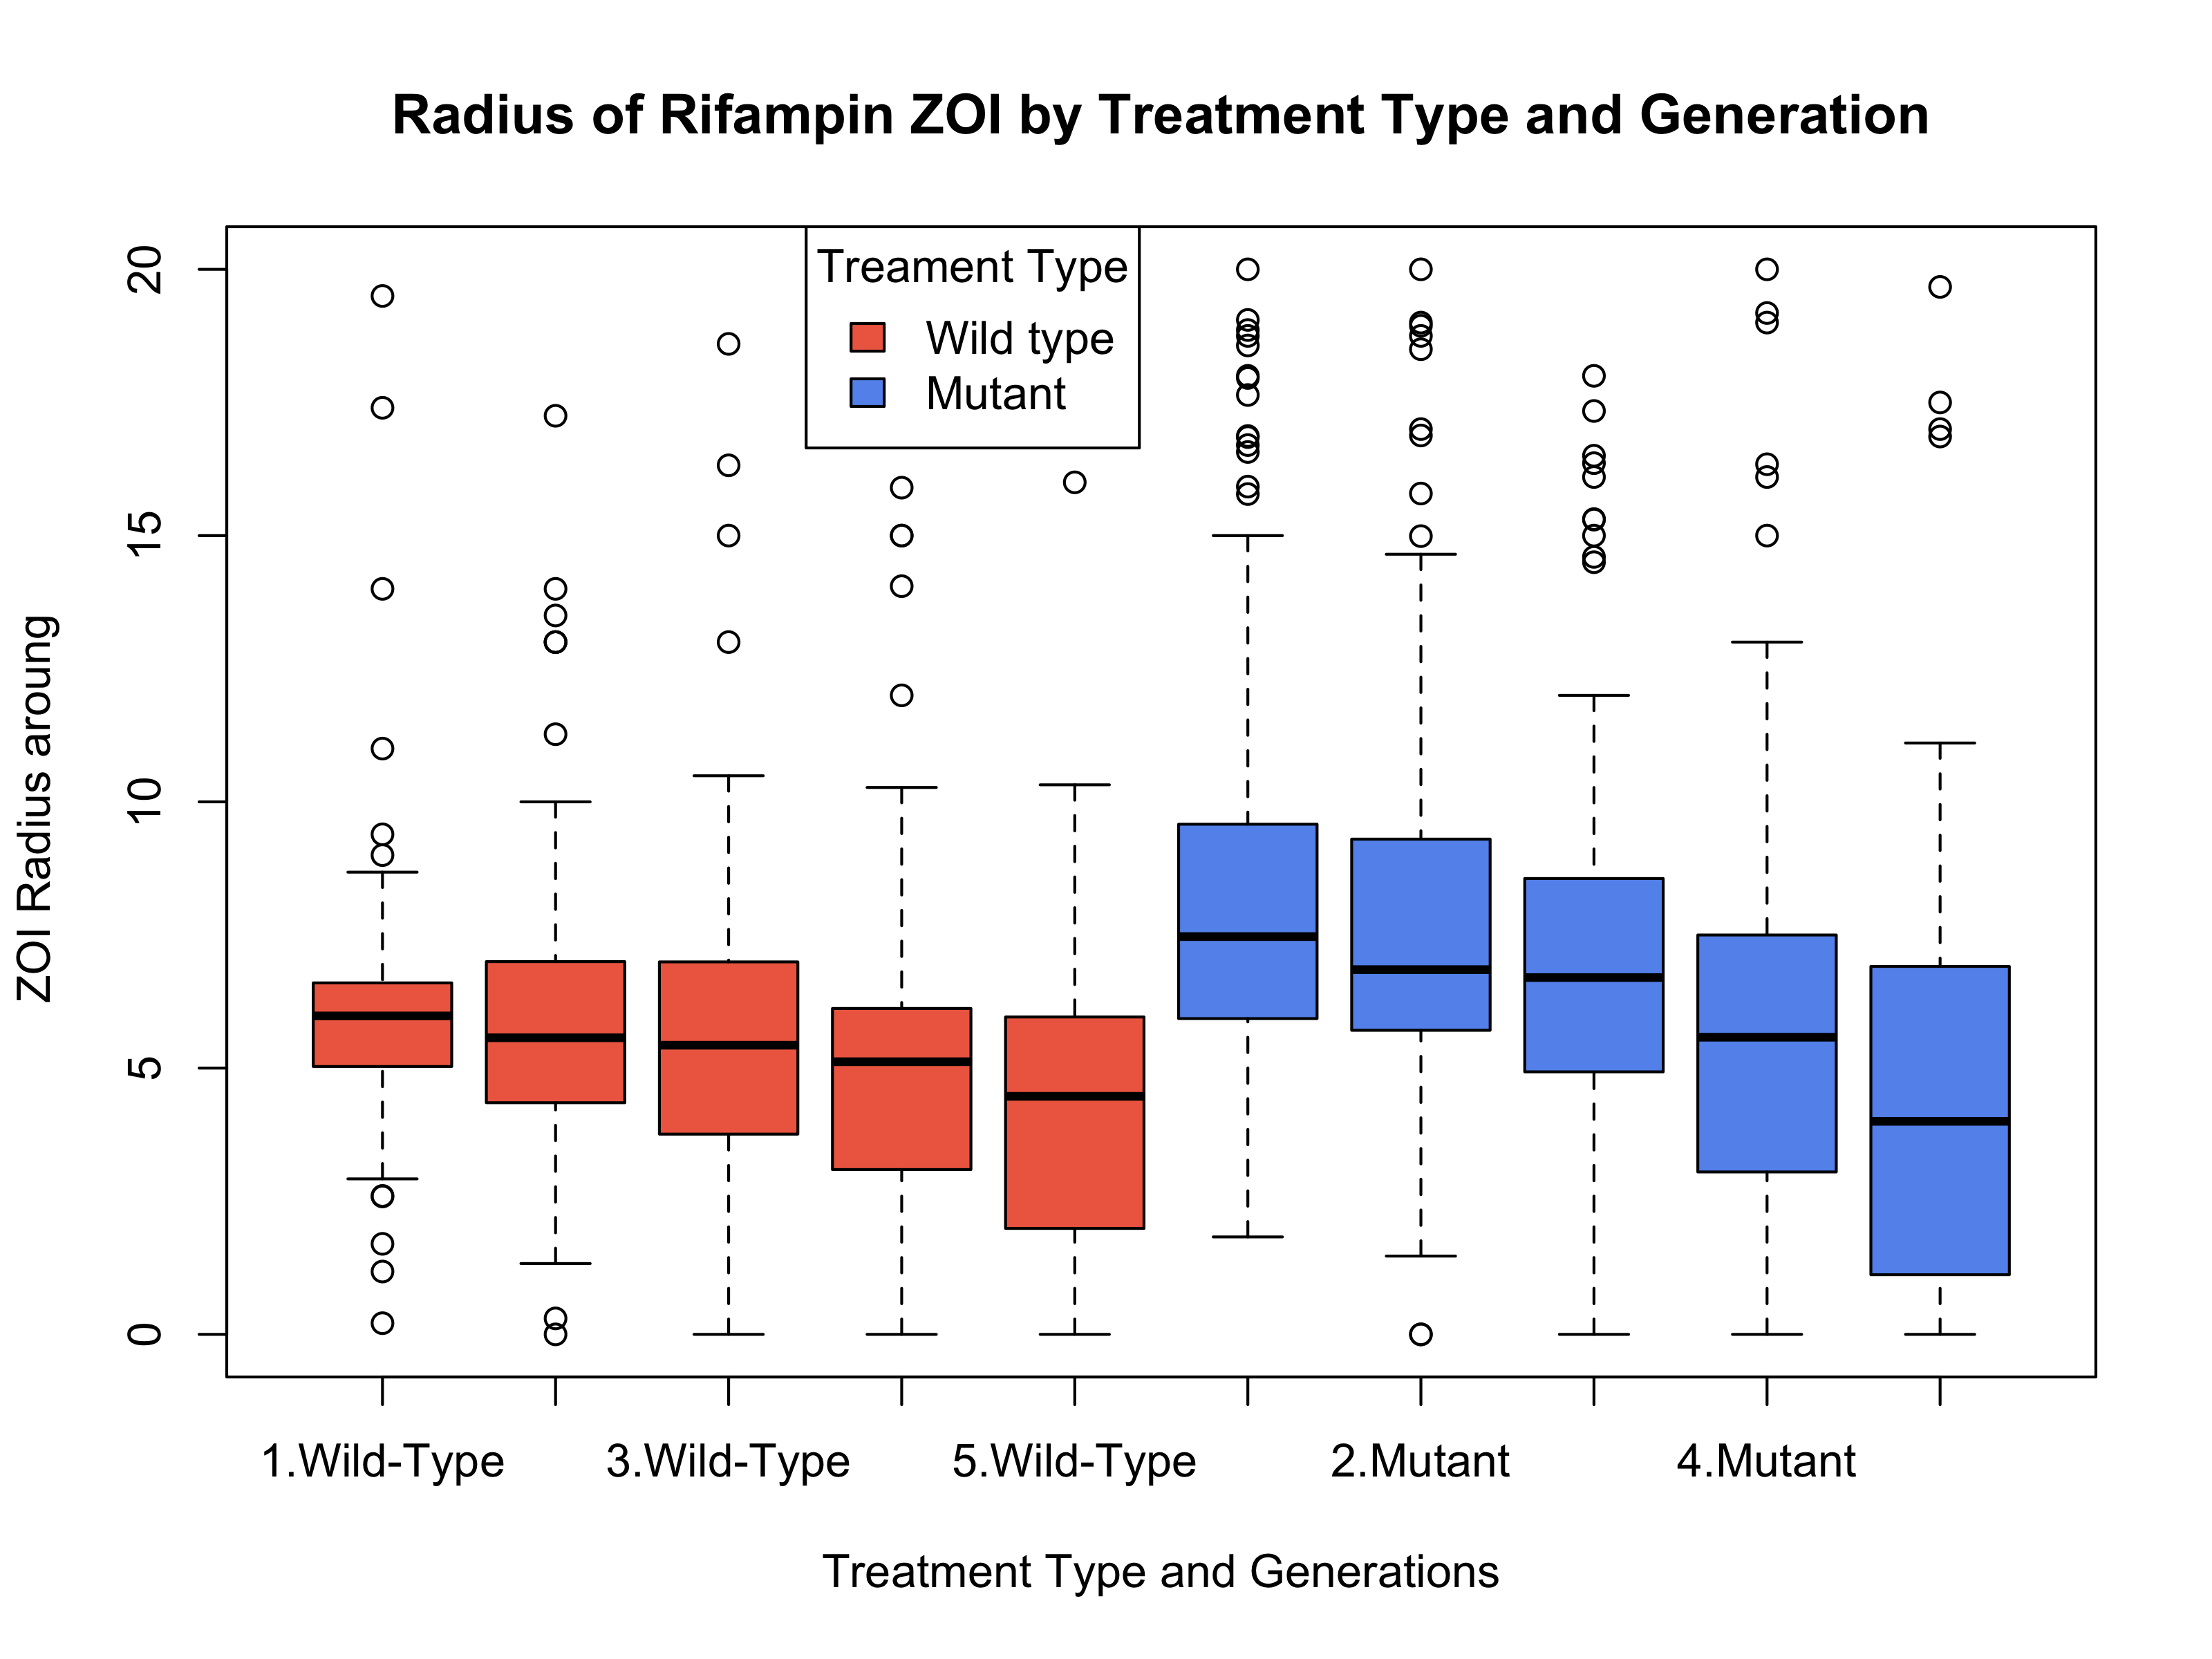 Radius of Rifampin ZOI by Treatment Type and Generation
Treament Type
Wild type
Mutant
20
15
10
5
0
ZOI Radius aroung
1.Wild-Type 3.Wild-Type 5.Wild-Type 2.Mutant 4.Mutant
Treatment Type and Generations